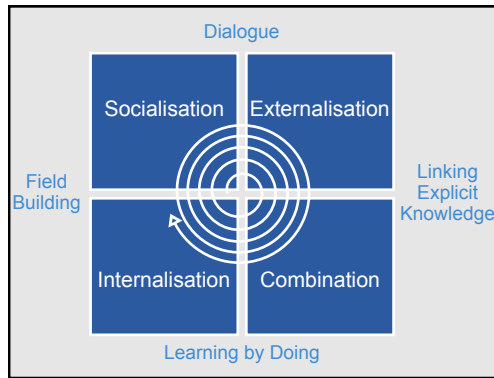 Dialogue
Socialisation
Externalisation
Field
Building
Linking
Explicit
Knowledge
Internalisation
Combination
Learning by Doing